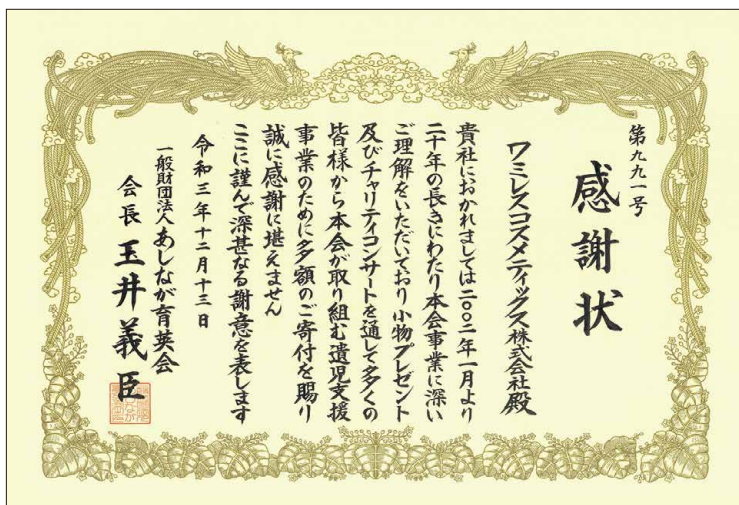 第九九一号
感謝状
ワミレスコスメティックス株式会社殿
貴社におかれましては二〇〇二年一月より
二十年の長きにわたり本会事業に深い
ご理解をいただいており小物プレゼント
及びチャリティコンサートを通して多くの
皆様から本会が取り組む遺児支援
事業のために多額のご寄付を賜り
誠に感謝に堪えません
ここに謹んで深甚なる謝意を表します
令和三年十二月十三日
一般財団法人あしなが育英会
会長 玉井義臣